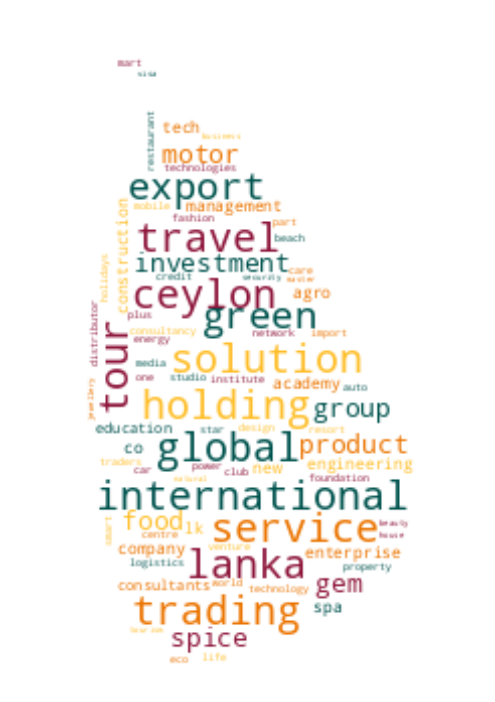 mart
sisa
restaurant
tech
business
motor
technologies
export
construction
mobile management
fashion part
travel
beach
investment
holidays
credit security care
master
ceylon
agro
green
plus
distributor
tour
consultancy
energy
network import
solution
media
one studio institute academy auto
jewellery
holding
group
education star design resort
co
global
product
traders
car power club new engineering
natural foundation
international
smart
food
lk
service
beauty
house
centre
company venture enterprise
logistics
lanka
property
consultants world technology gem
trading
spa
spice
eco life